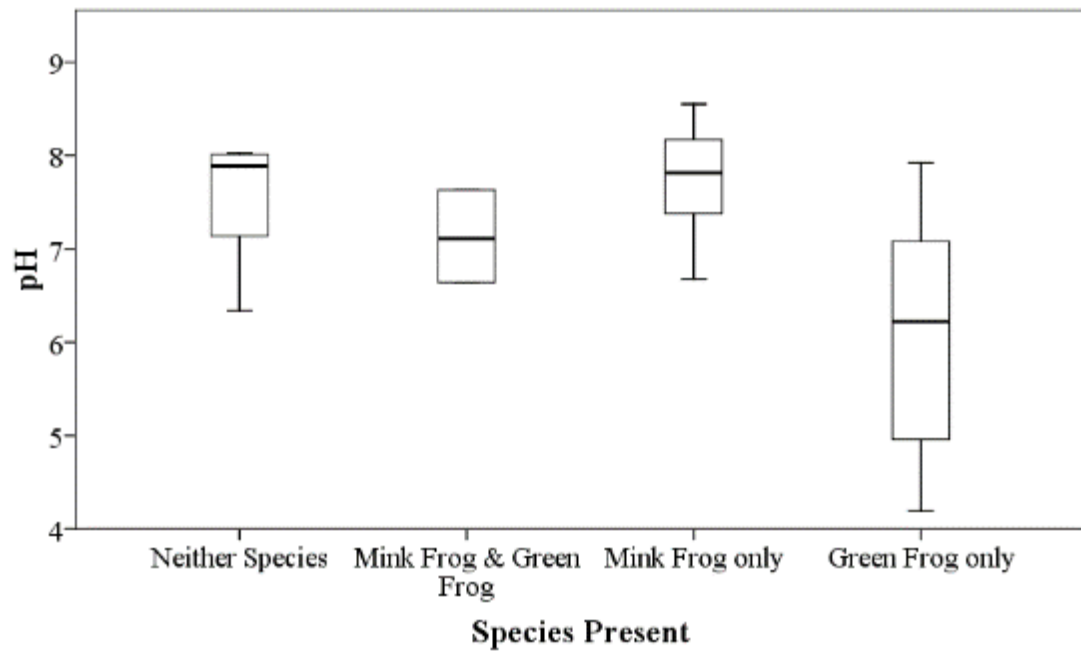 pH
9
8
7
6
5
4
Neither Species
Mink Frog & Green
Frog
Mink Frog only
Green Frog only
Species Present